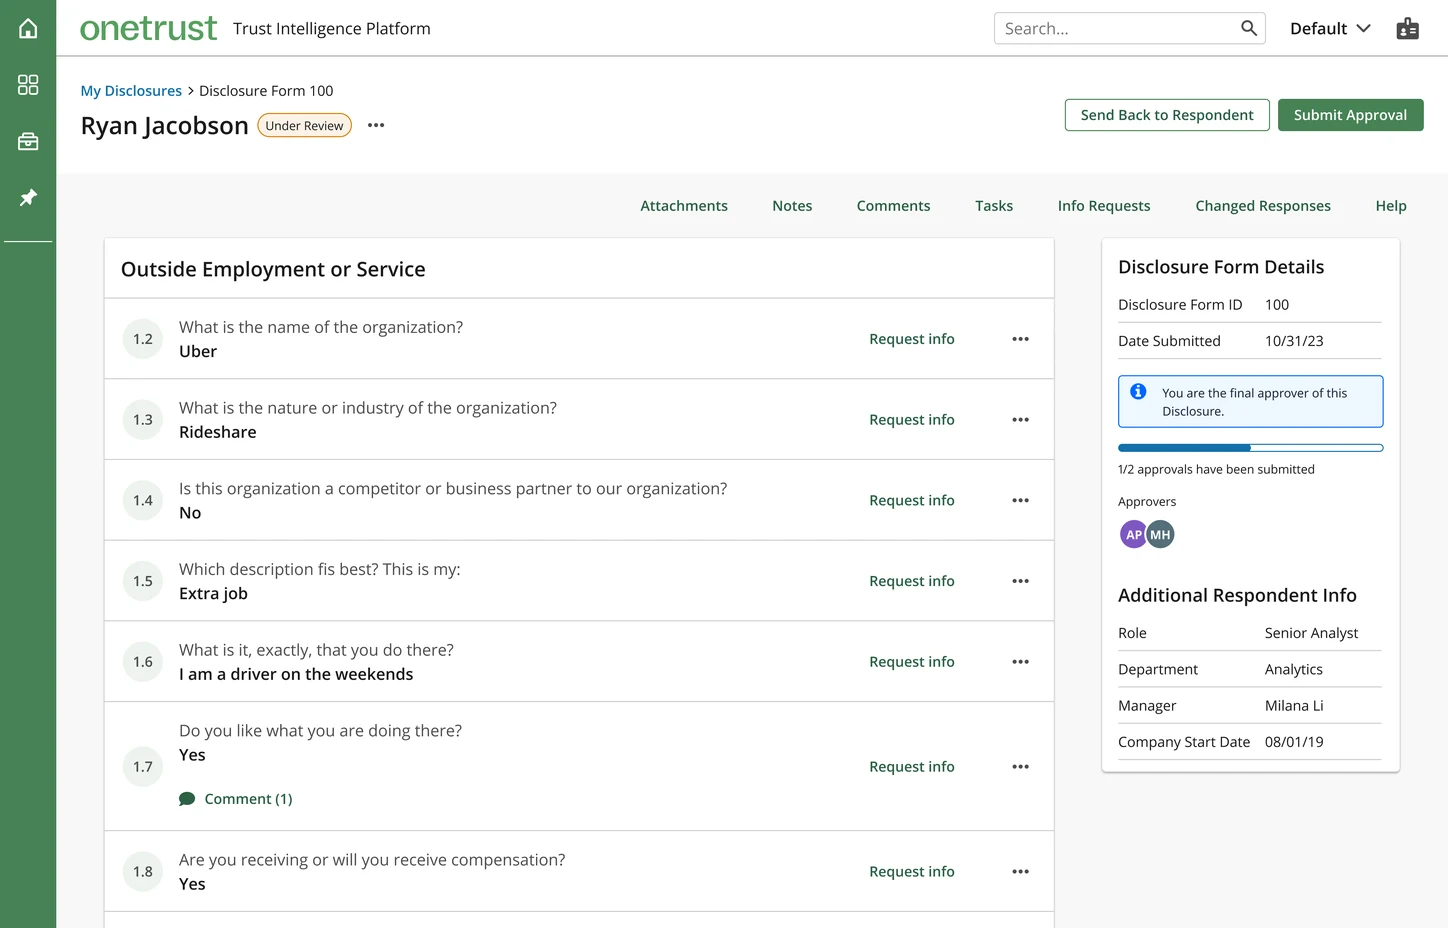 onetrust Trust Intelligence Platform
Search...
Default
My Disclosures > Disclosure Form 100
Ryan Jacobson
Under Review
Send Back to Respondent
Submit Approval
Attachments
Notes
Comments
Tasks
Info Requests
Changed Responses
Help
Outside Employment or Service
1.2
What is the name of the organization?
Uber
Request info
1.3
What is the nature or industry of the organization?
Rideshare
Request info
1.4
Is this organization a competitor or business partner to our organization?
No
Request info
1.5
Which description fis best? This is my:
Extra job
Request info
1.6
What is it, exactly, that you do there?
I am a driver on the weekends
Request info
1.7
Do you like what you are doing there?
Yes
Comment (1)
Request info
1.8
Are you receiving or will you receive compensation?
Yes
Request info
Disclosure Form Details
Disclosure Form ID 100
Date Submitted 10/31/23
You are the final approver of this
Disclosure.
1/2 approvals have been submitted
Approvers
AP MH
Additional Respondent Info
Role Senior Analyst
Department Analytics
Manager Milana Li
Company Start Date 08/01/19